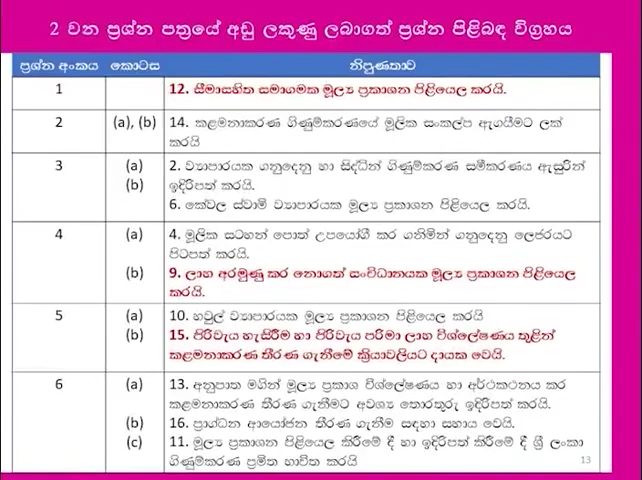 2 වන ප්‍රශ්න පත්‍රයේ අඩු ලකුණු ලබාගත් ප්‍රශ්න පිළිබඳ විග්‍රහය
ප්‍රශ්න අංකය කොටස නිපුණතාව
1 12. සීමාසහිත සමාගමක මූල්‍ය ප්‍රකාශන පිළියෙල කරයි.
2 (a), (b) 14. කළමනාකරණ ගිණුම්කරණයේ මූලික සංකල්ප ඇගයීමට ලක්
කරයි
3 (a) 2. ව්‍යාපාරයක ගනුදෙනු හා සිද්ධීන් ගිණුම්කරණ සමීකරණය ඇසුරින්
(b) ඉදිරිපත් කරයි.
6. කේවල ස්වාමි ව්‍යාපාරයක මූල්‍ය ප්‍රකාශන පිළියෙල කරයි.
4 (a) 4. මූලික සටහන් පොත් උපයෝගී කර ගනිමින් ගනුදෙනු ලෙජරයට
පිටපත් කරයි.
(b) 9. ලාභ අරමුණු කර නොගත් සංවිධානයක මූල්‍ය ප්‍රකාශන පිළියෙල
කරයි.
5 (a) 10. හවුල් ව්‍යාපාරයක මූල්‍ය ප්‍රකාශන පිළියෙල කරයි
(b) 15. පිරිවැය හැසිරීම හා පිරිවැය පරිමා ලාභ විශ්ලේෂණය තුළින්
කළමනාකරණ තීරණ ගැනීමේ ක්‍රියාවලියට දායක වෙයි.
6 (a) 13. අනුපාත මගින් මූල්‍ය ප්‍රකාශ විශ්ලේෂණය හා අර්ථකථනය කර
කළමනාකරණ තීරණ ගැනීමට අවශ්‍ය තොරතුරු ඉදිරිපත් කරයි.
(b) 16. ප්‍රාග්ධන ආයෝජන තීරණ ගැනීම සඳහා සහාය වෙයි.
(c) 11. මූල්‍ය ප්‍රකාශන පිළියෙල කිරීමේ දී හා ඉදිරිපත් කිරීමේ දී ශ්‍රී ලංකා
ගිණුම්කරණ ප්‍රමිත භාවිත කරයි
13